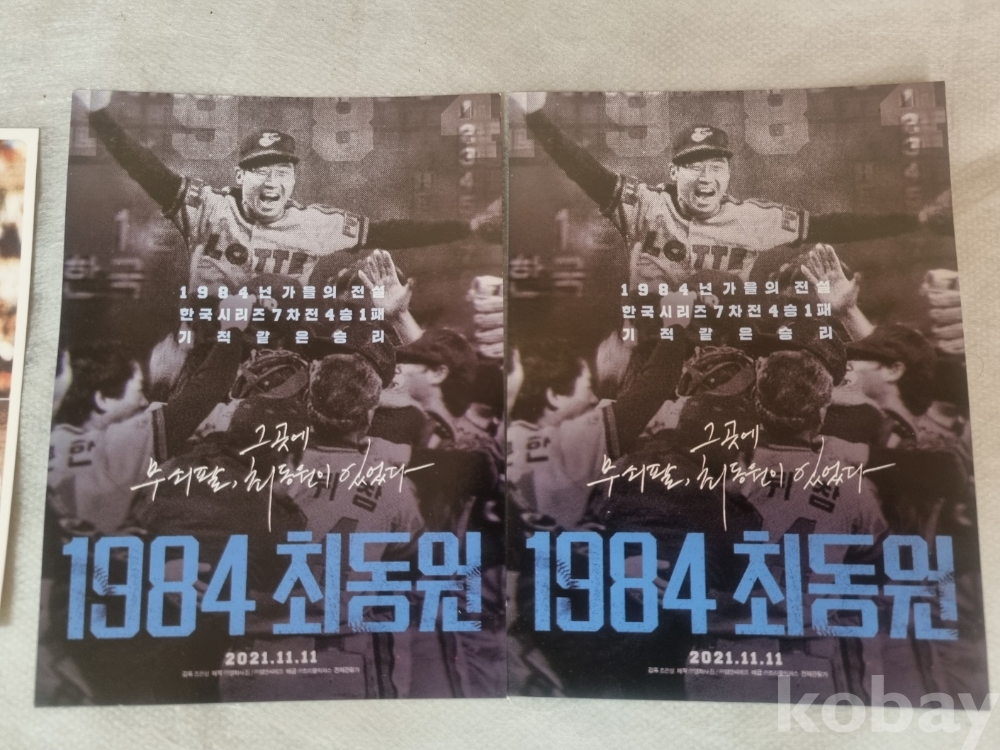 1984
LOTTE
1984년 가을의 전설
한국시리즈 7차전 4승1패
기적 같은 승리
그곳에
무쇠팔, 최동원이 있었다
1984 최동원
2021.11.11
1984
LOTTE
1984년 가을의 전설
한국시리즈 7차전 4승1패
기적 같은 승리
그곳에
무쇠팔, 최동원이 있었다
1984 최동원
2021.11.11
kobay